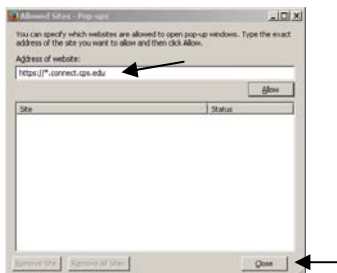 Allowed Sites - Pop-ups
You can specify which websites are allowed to open pop-up windows. Type the exact
address of the site you want to allow and then click Allow.
Address of website:
https://*.connect.cps.edu
Allow
Site Status
Remove Site Remove All Sites Close